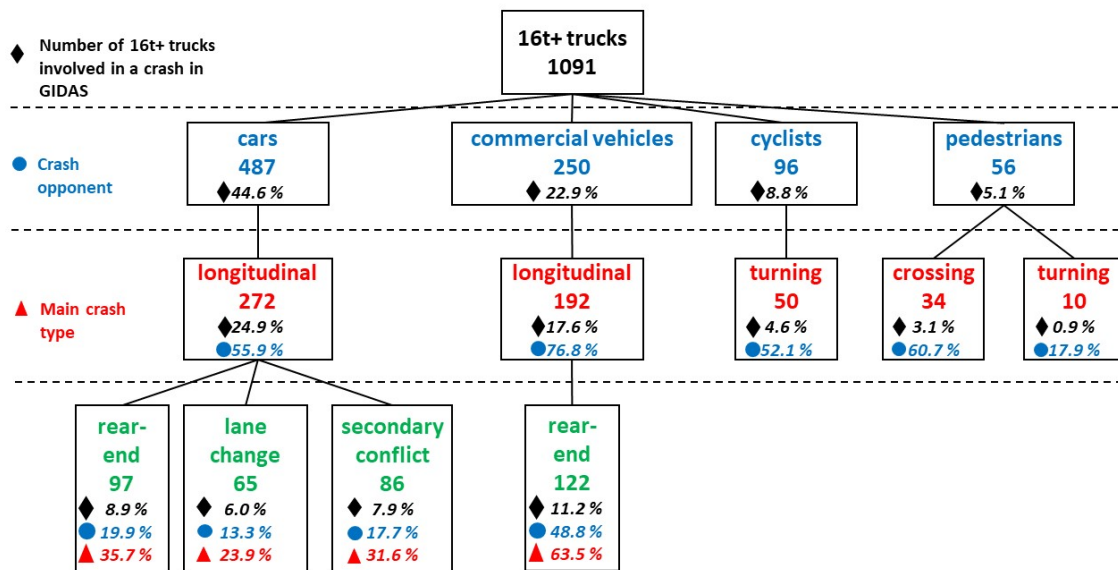 16t+ trucks
1091
Number of 16t+ trucks
involved in a crash in
GIDAS
Crash
opponent
cars
487
44.6 %
commercial vehicles
250
22.9 %
cyclists
96
8.8 %
pedestrians
56
5.1 %
Main crash
type
longitudinal
272
24.9 %
55.9 %
longitudinal
192
17.6 %
76.8 %
turning
50
4.6 %
52.1 %
crossing
34
3.1 %
60.7 %
turning
10
0.9 %
17.9 %
rear-
end
97
8.9 %
19.9 %
35.7 %
lane
change
65
6.0 %
13.3 %
23.9 %
secondary
conflict
86
7.9 %
17.7 %
31.6 %
rear-
end
122
11.2 %
48.8 %
63.5 %